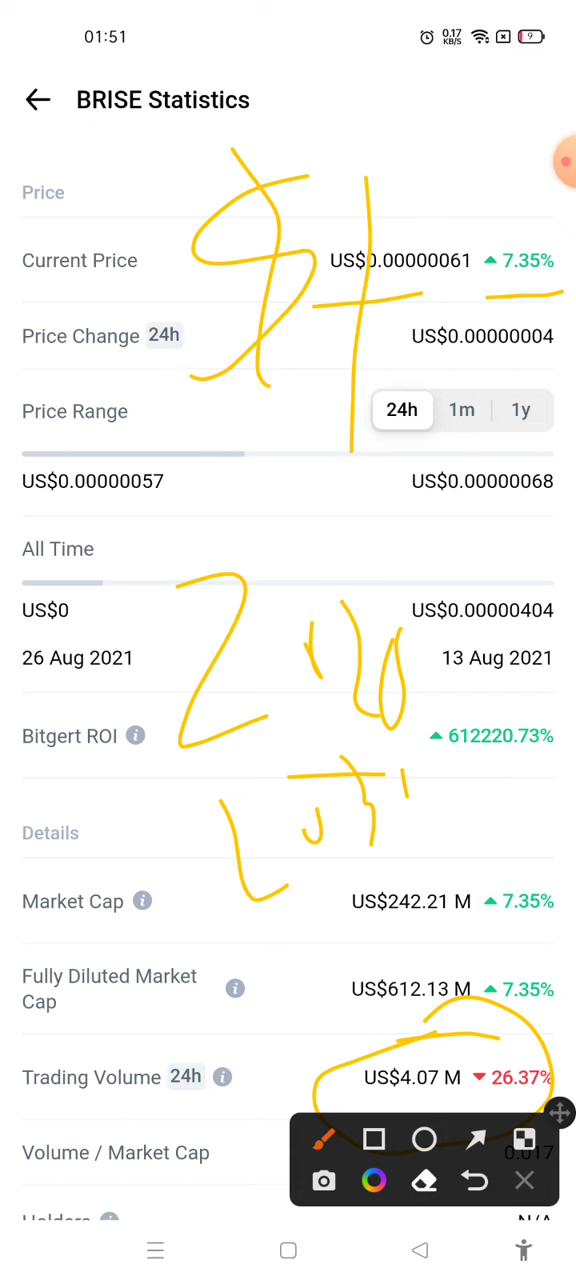 01:51 0.17 KB/S 9
BRISE Statistics
Price
Current Price US$0.00000061 7.35%
Price Change 24h US$0.00000004
Price Range 24h 1m 1y
US$0.00000057 US$0.00000068
All Time
US$0 US$0.00000404
26 Aug 2021 13 Aug 2021
Bitgert ROI 612220.73%
Details
Market Cap US$242.21 M 7.35%
Fully Diluted Market Cap US$612.13 M 7.35%
Trading Volume 24h US$4.07 M 26.37%
Volume / Market Cap 0.017
Holders N/A